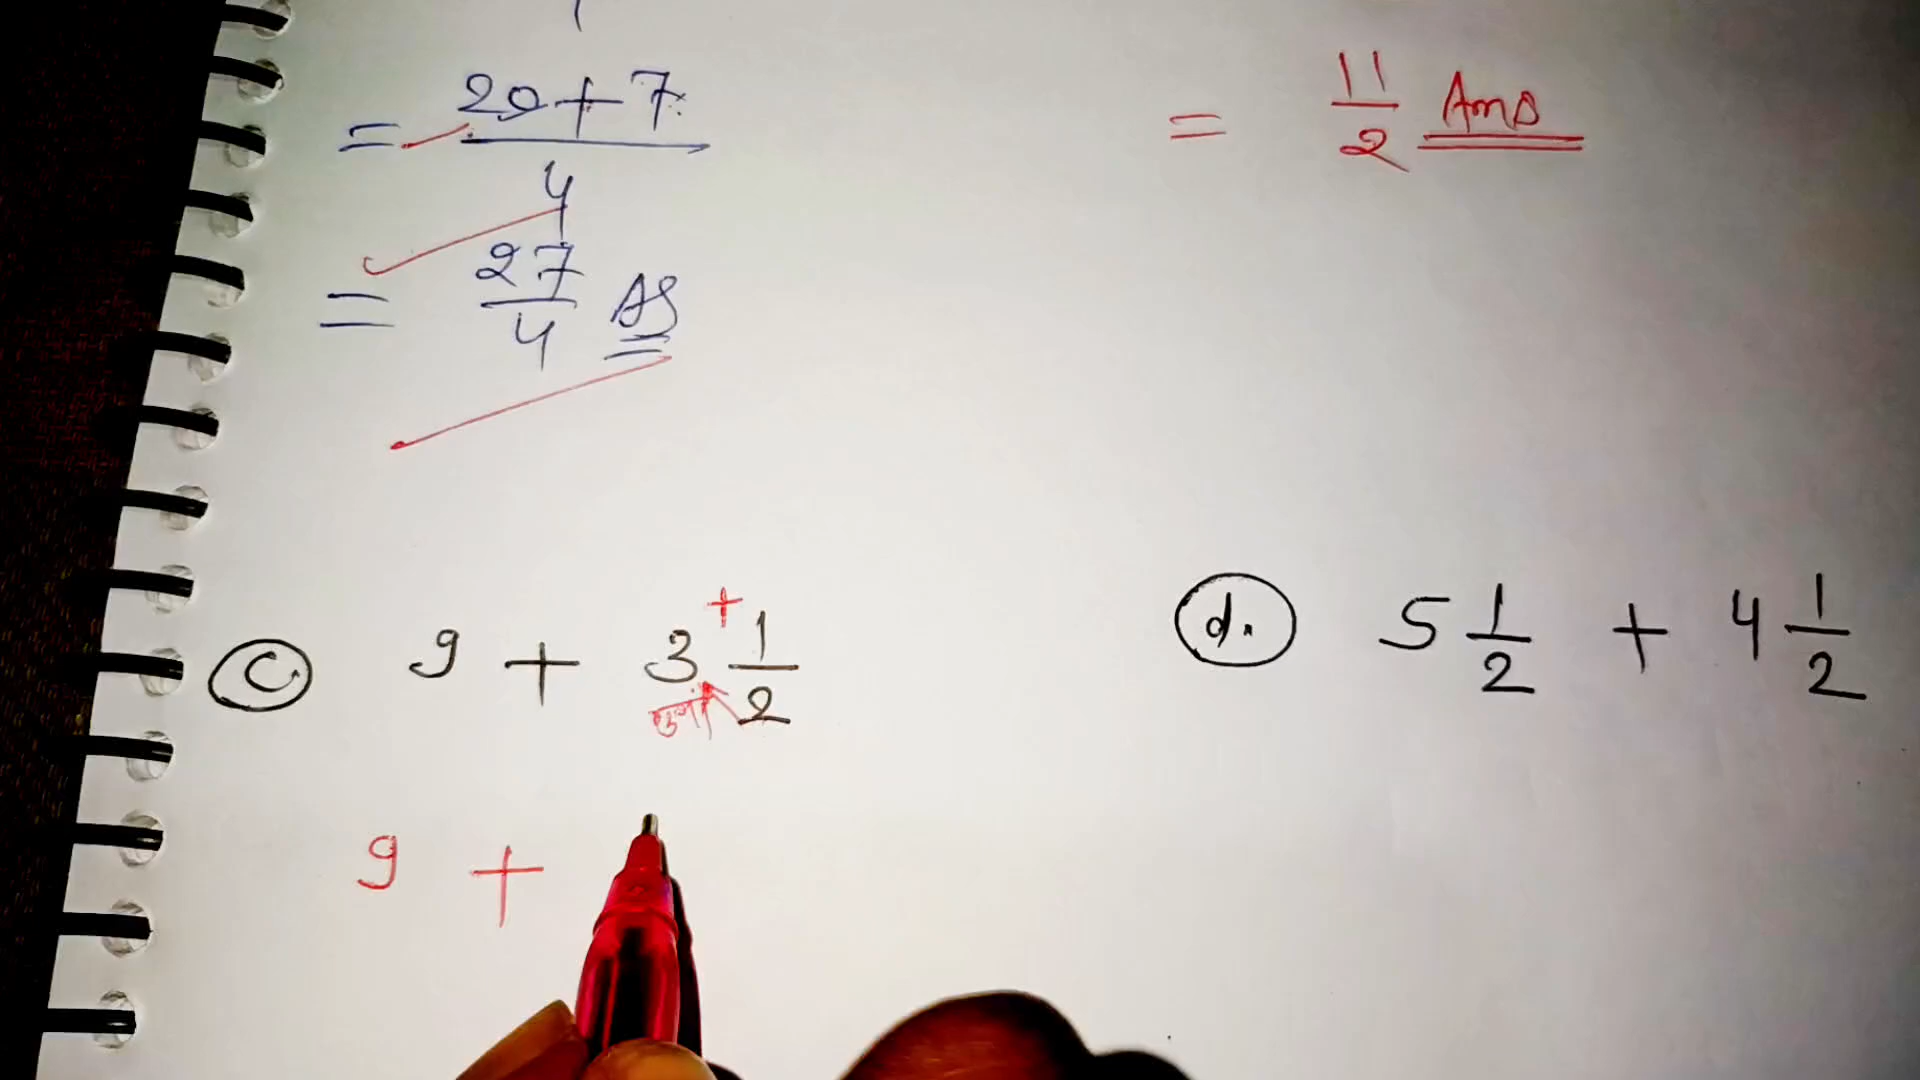 = 20 + 7 / 4
= 27/4 AS
= 11/2 Ans
C 9 + 3 + 1/2
गुणा
9 +
d. 5 1/2 + 4 1/2